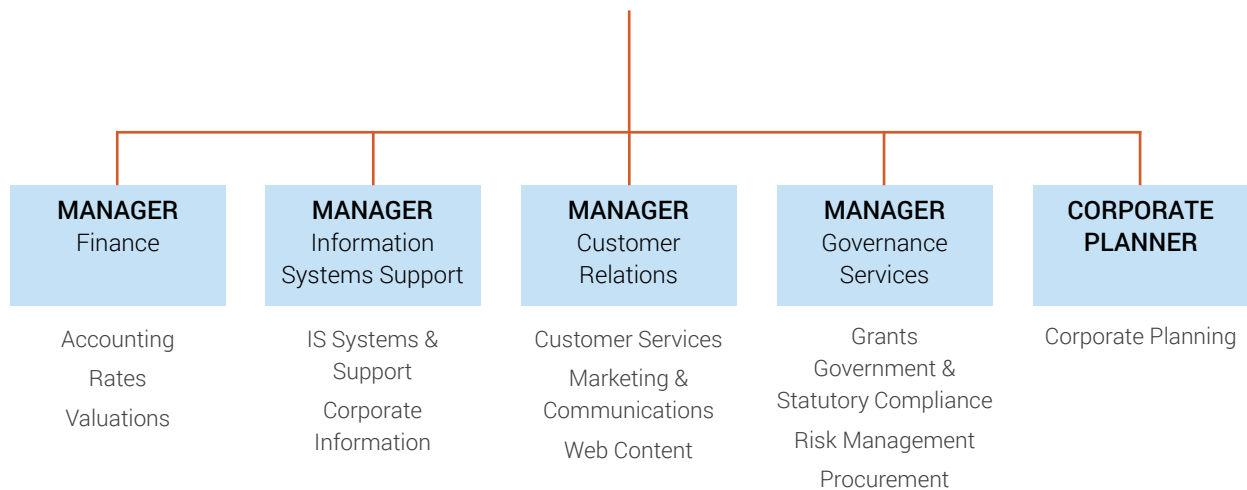 MANAGER
Finance
Accounting
Rates
Valuations
MANAGER
Information
Systems Support
IS Systems &
Support
Corporate
Information
MANAGER
Customer
Relations
Customer Services
Marketing &
Communications
Web Content
MANAGER
Governance
Services
Grants
Government &
Statutory Compliance
Risk Management
Procurement
CORPORATE
PLANNER
Corporate Planning